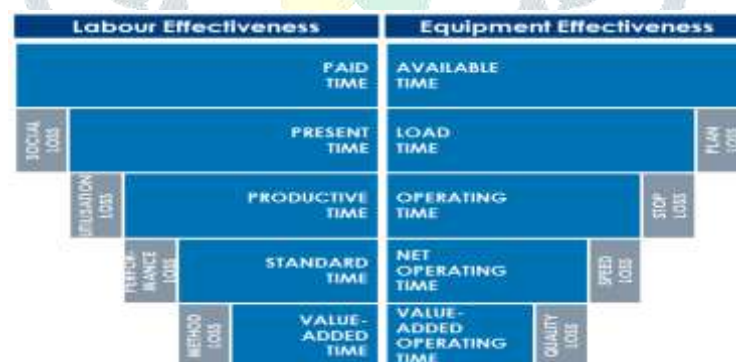 Labour Effectiveness
Equipment Effectiveness
PAID
TIME
AVAILABLE
TIME
SOCIAL
LOSS
PRESENT
TIME
LOAD
TIME
PLAN
LOSS
UTILISATION
LOSS
PRODUCTIVE
TIME
OPERATING
TIME
STOP
LOSS
PERFOR-
MANCE
LOSS
STANDARD
TIME
NET
OPERATING
TIME
SPEED
LOSS
METHOD
LOSS
VALUE-
ADDED
TIME
VALUE-
ADDED
OPERATING
TIME
QUALITY
LOSS